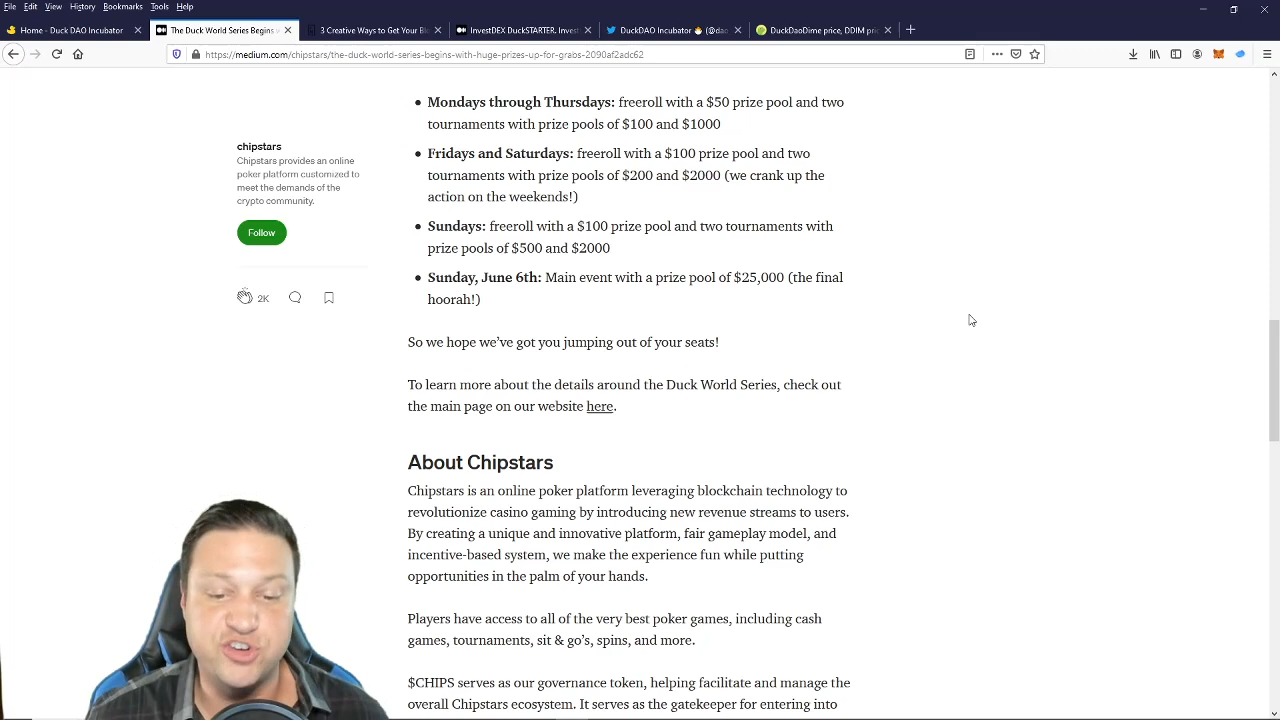 File Edit View History Bookmarks Tools Help
Home - Duck DAO Incubator
The Duck World Series Begins w
3 Creative Ways to Get Your Blo
InvestDEX DuckSTARTER. Invest
DuckDAO Incubator 🐣 (@dao
DuckDaoDime price, DDIM pric
https://medium.com/chipstars/the-duck-world-series-begins-with-huge-prizes-up-for-grabs-2090af2adc62
chipstars
Chipstars provides an online
poker platform customized to
meet the demands of the
crypto community.
Follow
2K
• Mondays through Thursdays: freeroll with a $50 prize pool and two
tournaments with prize pools of $100 and $1000
• Fridays and Saturdays: freeroll with a $100 prize pool and two
tournaments with prize pools of $200 and $2000 (we crank up the
action on the weekends!)
• Sundays: freeroll with a $100 prize pool and two tournaments with
prize pools of $500 and $2000
• Sunday, June 6th: Main event with a prize pool of $25,000 (the final
hoorah!)
So we hope we’ve got you jumping out of your seats!
To learn more about the details around the Duck World Series, check out
the main page on our website here.
About Chipstars
Chipstars is an online poker platform leveraging blockchain technology to
revolutionize casino gaming by introducing new revenue streams to users.
By creating a unique and innovative platform, fair gameplay model, and
incentive-based system, we make the experience fun while putting
opportunities in the palm of your hands.
Players have access to all of the very best poker games, including cash
games, tournaments, sit & go’s, spins, and more.
$CHIPS serves as our governance token, helping facilitate and manage the
overall Chipstars ecosystem. It serves as the gatekeeper for entering into